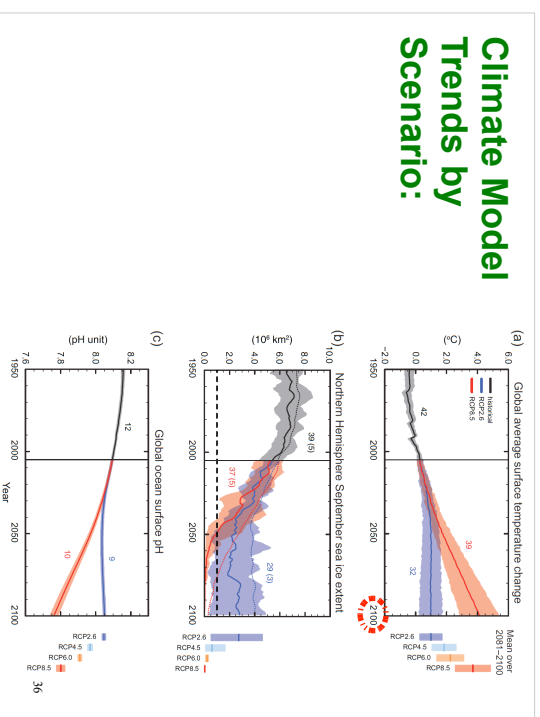 Climate Model
Trends by
Scenario:
(a) Global average surface temperature change
Mean over
2081–2100
6.0
4.0
2.0
0.0
−2.0
(°C)
historical
RCP2.6
RCP8.5
42
39
32
1950
2000
2050
2100
RCP2.6
RCP4.5
RCP6.0
RCP8.5
(b) Northern Hemisphere September sea ice extent
10.0
8.0
6.0
4.0
2.0
0.0
(10⁶ km²)
39 (5)
29 (3)
37 (5)
1950
2000
2050
2100
RCP2.6
RCP4.5
RCP6.0
RCP8.5
(c) Global ocean surface pH
8.2
8.0
7.8
7.6
(pH unit)
12
9
10
1950
2000
2050
2100
Year
RCP2.6
RCP4.5
RCP6.0
RCP8.5
36